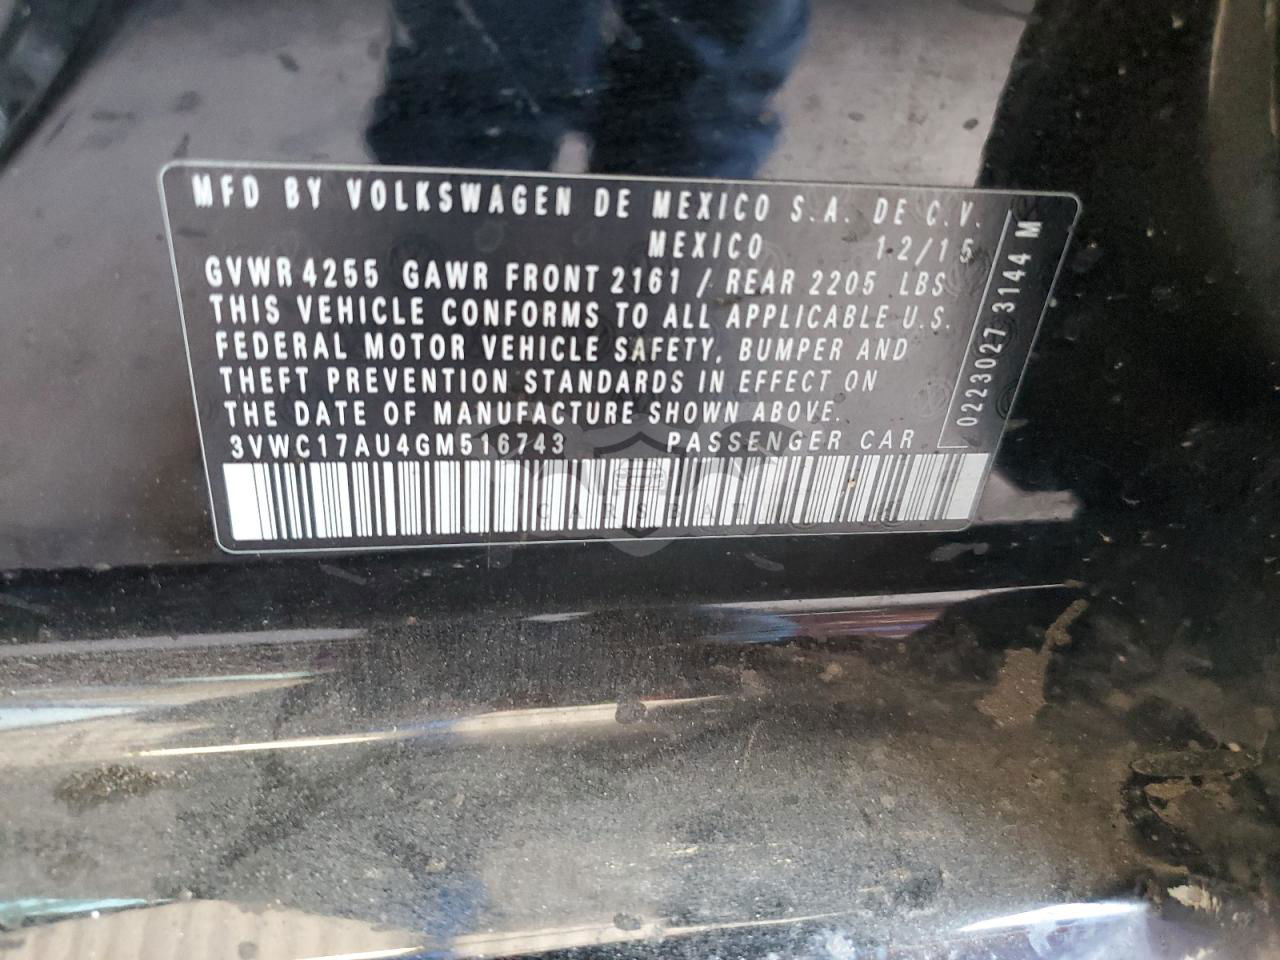 MFD BY VOLKSWAGEN DE MEXICO S.A. DE C.V.
MEXICO 12/15
GVWR 4255 GAWR FRONT 2161 / REAR 2205 LBS
THIS VEHICLE CONFORMS TO ALL APPLICABLE U.S.
FEDERAL MOTOR VEHICLE SAFETY, BUMPER AND
THEFT PREVENTION STANDARDS IN EFFECT ON
THE DATE OF MANUFACTURE SHOWN ABOVE.
3VWC17AU4GM516743 PASSENGER CAR
0223027 3144 M